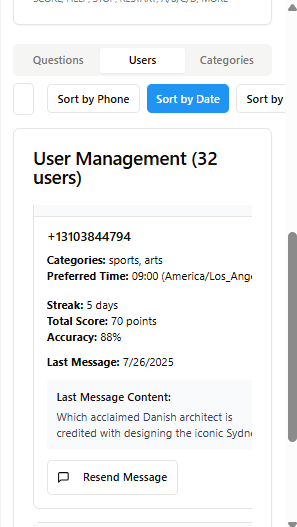 SCORE, HELP, STOP, RESTART, A/B/C/D, MORE
Questions
Users
Categories
Sort by Phone
Sort by Date
Sort by
User Management (32
users)
+13103844794
Categories: sports, arts
Preferred Time: 09:00 (America/Los_Ange
Streak: 5 days
Total Score: 70 points
Accuracy: 88%
Last Message: 7/26/2025
Last Message Content:
Which acclaimed Danish architect is
credited with designing the iconic Sydne
Resend Message